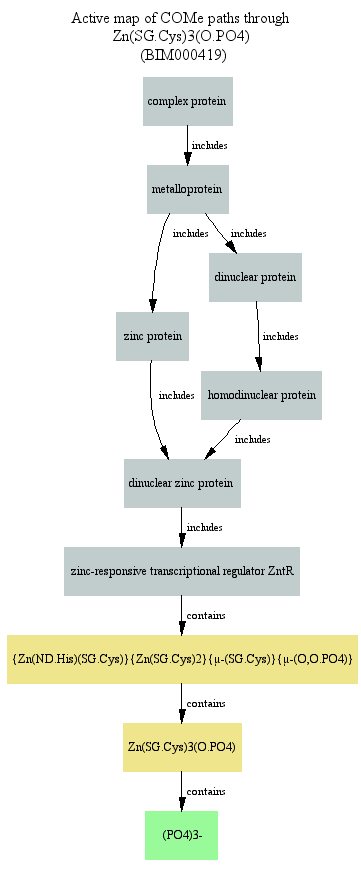 Active map of COMe paths through
Zn(SG.Cys)3(O.PO4)
(BIM000419)
complex protein
includes
metalloprotein
includes
includes
dinuclear protein
zinc protein
includes
homodinuclear protein
includes
includes
dinuclear zinc protein
includes
zinc-responsive transcriptional regulator ZntR
contains
{Zn(ND.His)(SG.Cys)}{Zn(SG.Cys)2}{µ-(SG.Cys)}{µ-(O,O.PO4)}
contains
Zn(SG.Cys)3(O.PO4)
contains
(PO4)3-